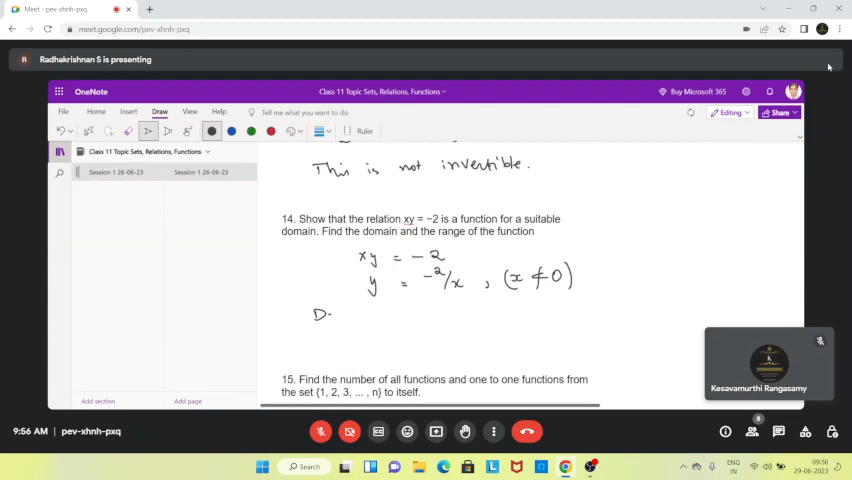 Meet - pev-xhnh-pxq
meet.google.com/pev-xhnh-pxq
R Radhakrishnan S is presenting
OneNote
Class 11 Topic Sets, Relations, Functions
Buy Microsoft 365
File Home Insert Draw View Help Tell me what you want to do
Editing Share
Ruler
Class 11 Topic Sets, Relations, Functions
Session 1 26-06-23 Session 1 26-06-23
This is not invertible.
14. Show that the relation xy = −2 is a function for a suitable
domain. Find the domain and the range of the function
xy = - 2
y = -2/x , (x ≠ 0)
D
15. Find the number of all functions and one to one functions from
the set {1, 2, 3, ... , n} to itself.
K
Kesavamurthi Rangasamy
Add section Add page
9:56 AM pev-xhnh-pxq
8
Search
ENG
IN
09:56
29-06-2023